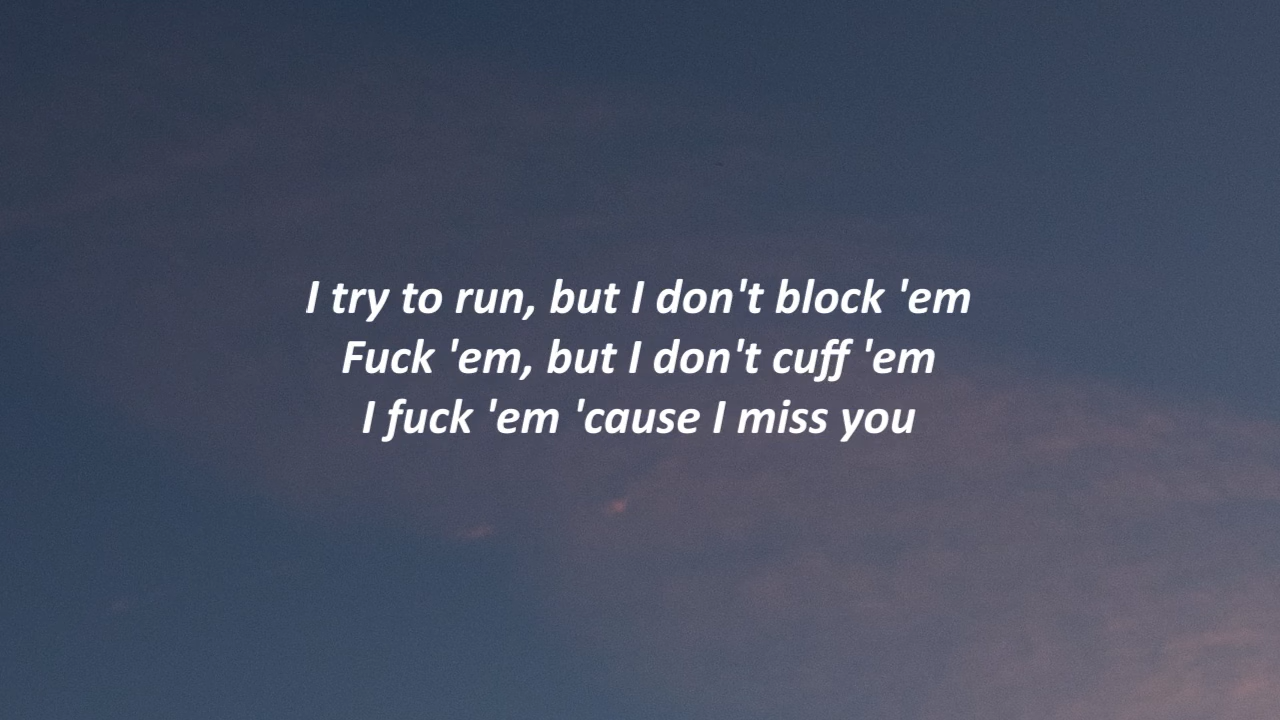 I try to run, but I don't block 'em
Fuck 'em, but I don't cuff 'em
I fuck 'em 'cause I miss you